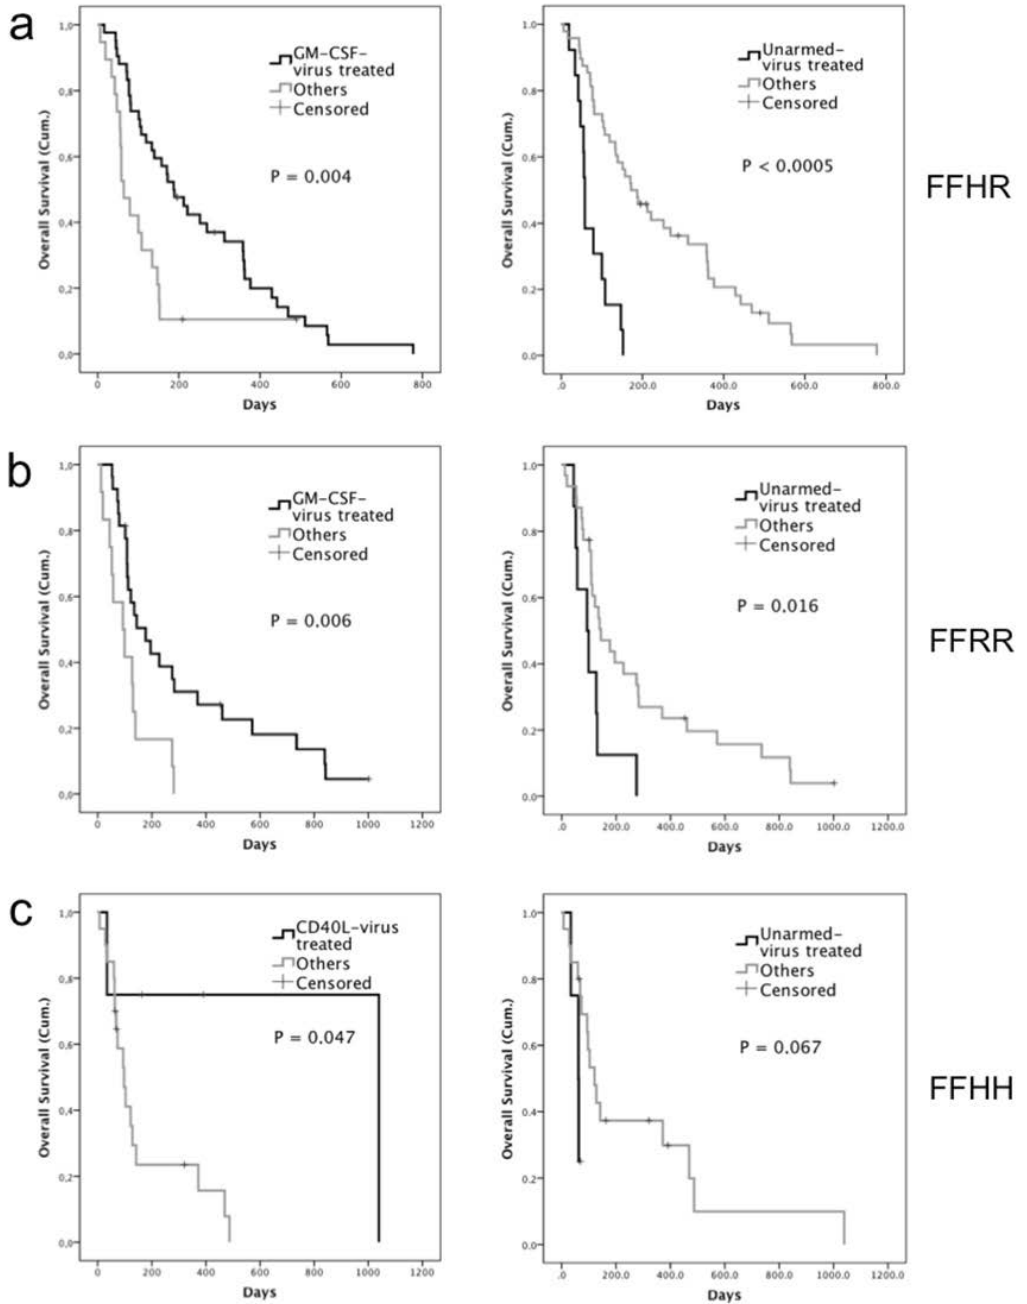 a
1,0
0,8
0,6
0,4
0,2
0,0
Overall Survival (Cum.)
GM-CSF-
virus treated
Others
Censored
P = 0.004
0 200 400 600 800
Days
1.0
0.8
0.6
0.4
0.2
0.0
Overall Survival (Cum.)
Unarmed-
virus treated
Others
Censored
P < 0.0005
.0 200.0 400.0 600.0 800.0
Days
FFHR
b
1,0
0,8
0,6
0,4
0,2
0,0
Overall Survival (Cum.)
GM-CSF-
virus treated
Others
Censored
P = 0.006
0 200 400 600 800 1000 1200
Days
1.0
0.8
0.6
0.4
0.2
0.0
Overall Survival (Cum.)
Unarmed-
virus treated
Others
Censored
P = 0.016
.0 200.0 400.0 600.0 800.0 1000.0 1200.0
Days
FFRR
c
1,0
0,8
0,6
0,4
0,2
0,0
Overall Survival (Cum.)
CD40L-virus
treated
Others
Censored
P = 0.047
0 200 400 600 800 1000 1200
Days
1.0
0.8
0.6
0.4
0.2
0.0
Overall Survival (Cum.)
Unarmed-
virus treated
Others
Censored
P = 0.067
.0 200.0 400.0 600.0 800.0 1000.0 1200.0
Days
FFHH